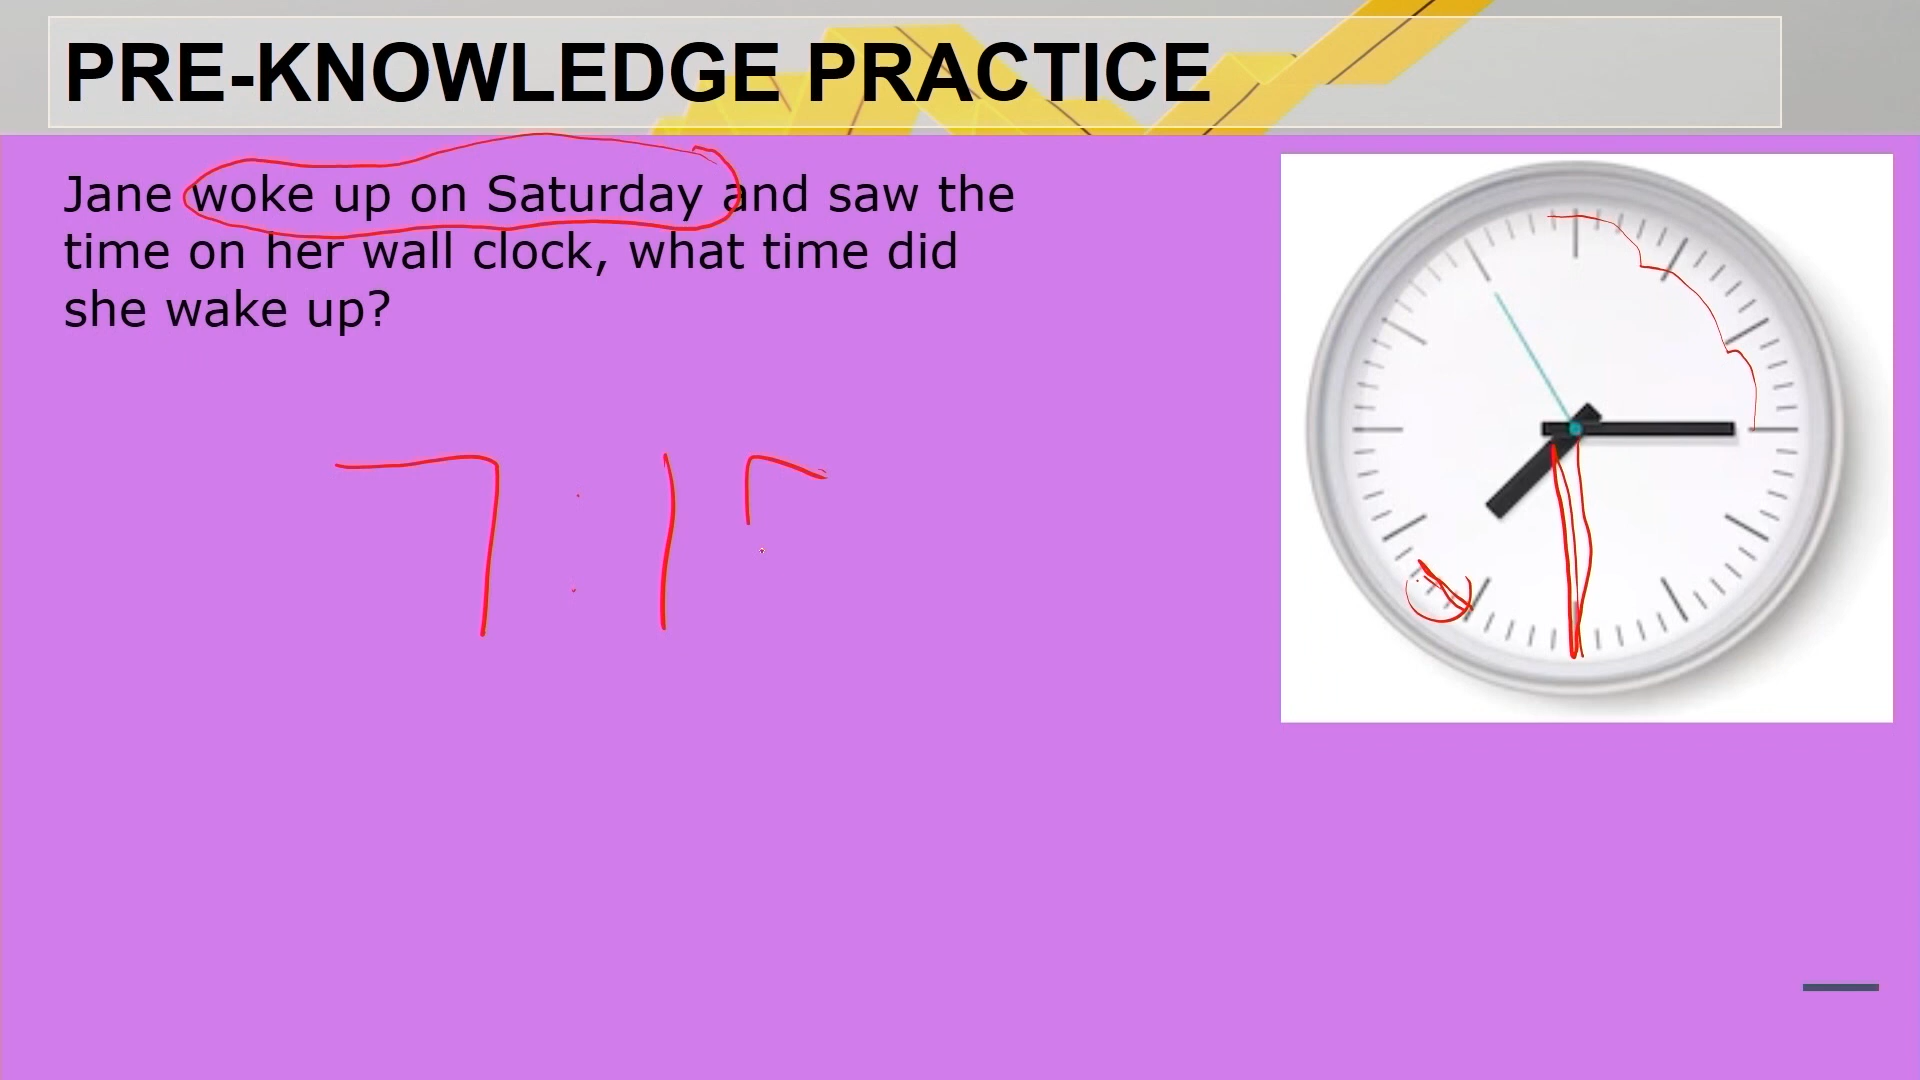 PRE-KNOWLEDGE PRACTICE
Jane woke up on Saturday and saw the
time on her wall clock, what time did
she wake up?
7:1